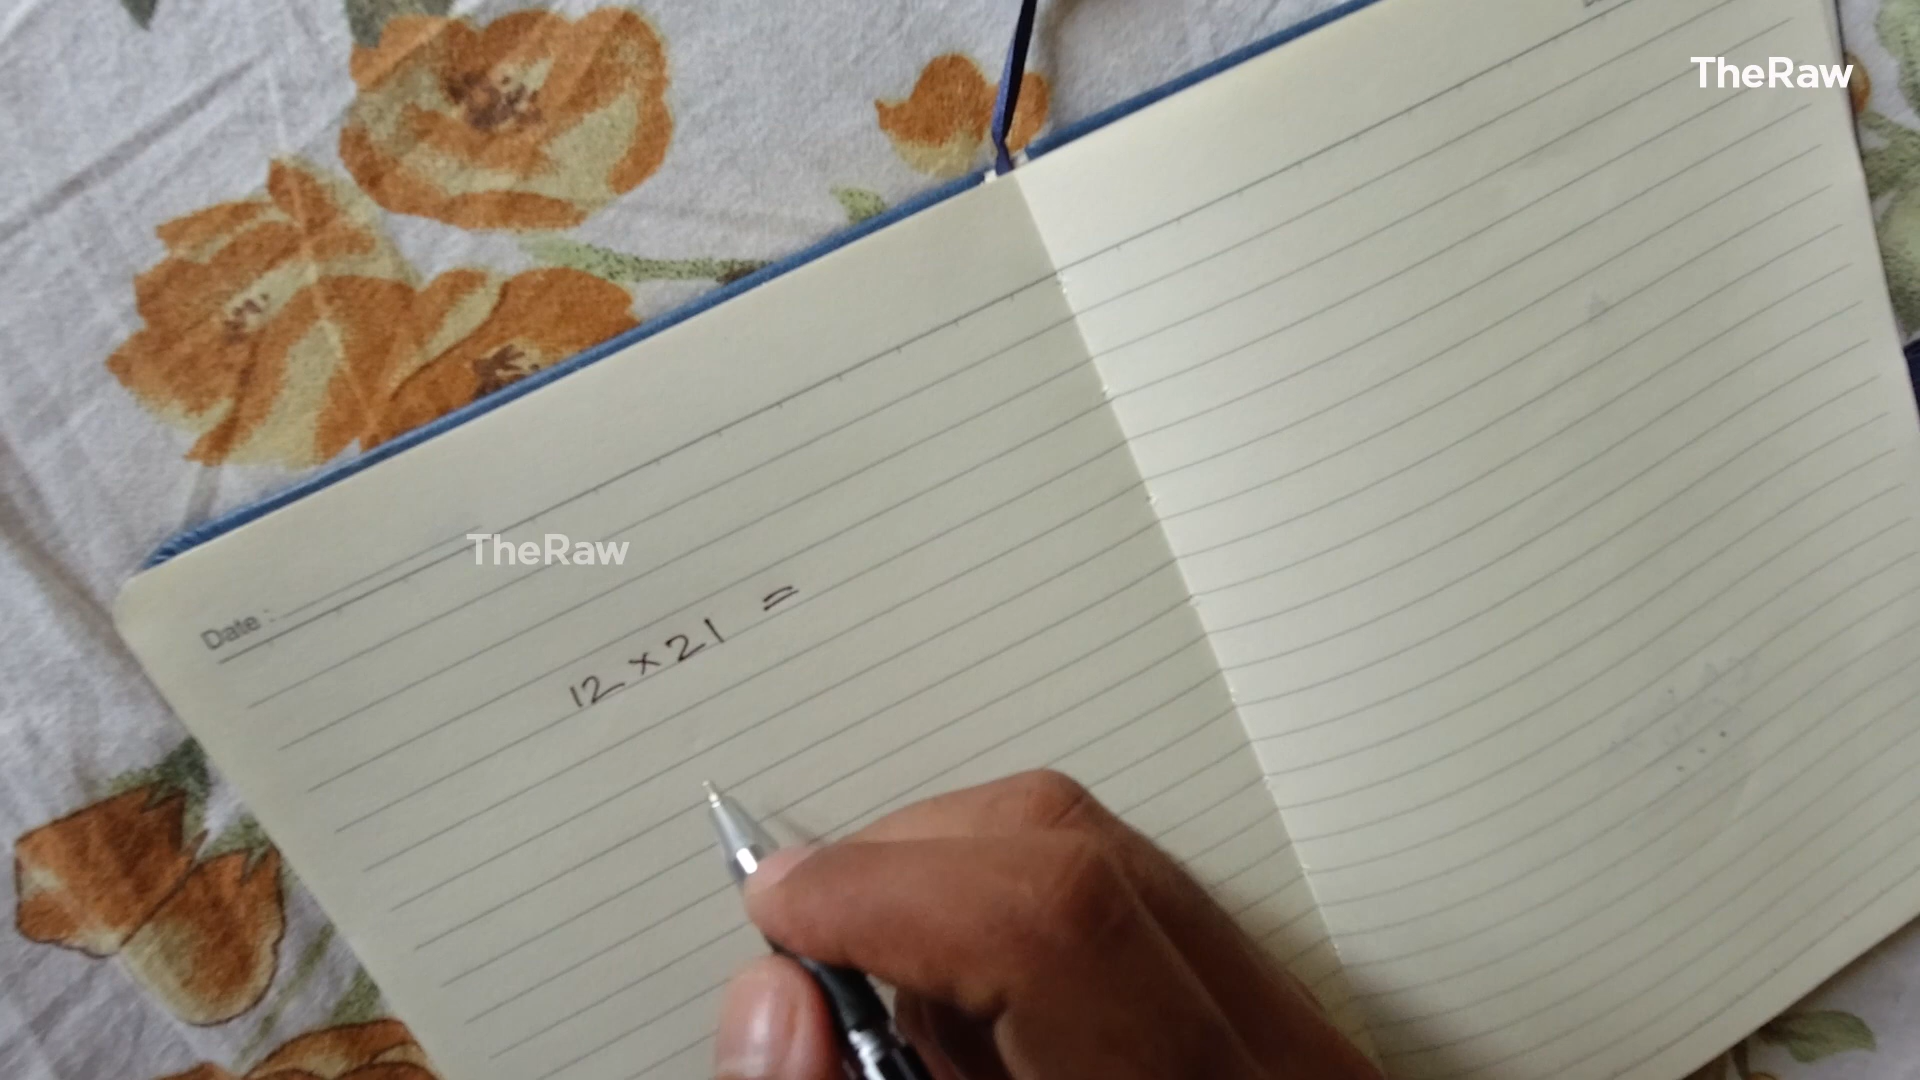 TheRaw
TheRaw
Date :
12 × 21 =